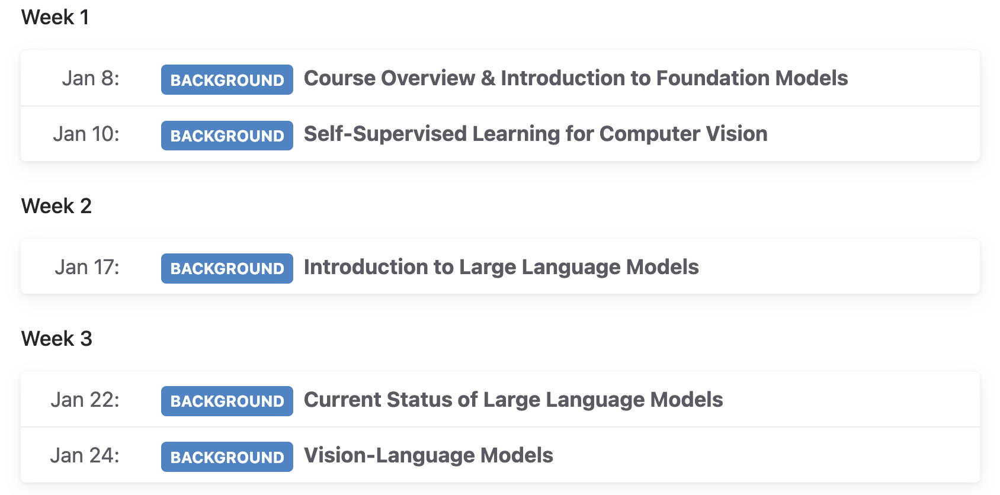 Week 1
Jan 8: BACKGROUND Course Overview & Introduction to Foundation Models
Jan 10: BACKGROUND Self-Supervised Learning for Computer Vision
Week 2
Jan 17: BACKGROUND Introduction to Large Language Models
Week 3
Jan 22: BACKGROUND Current Status of Large Language Models
Jan 24: BACKGROUND Vision-Language Models